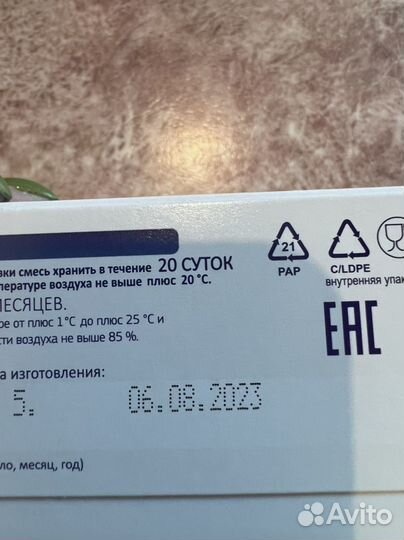 вки смесь хранить в течение 20 СУТОК
пературе воздуха не выше плюс 20 °С.
МЕСЯЦЕВ.
ре от плюс 1°С до плюс 25 °С и
сти воздуха не выше 85 %.
21
PAP
C/LDPE
внутренняя упак
ЕАС
а изготовления:
5. 06.08.2023
ло, месяц, год)
Avito